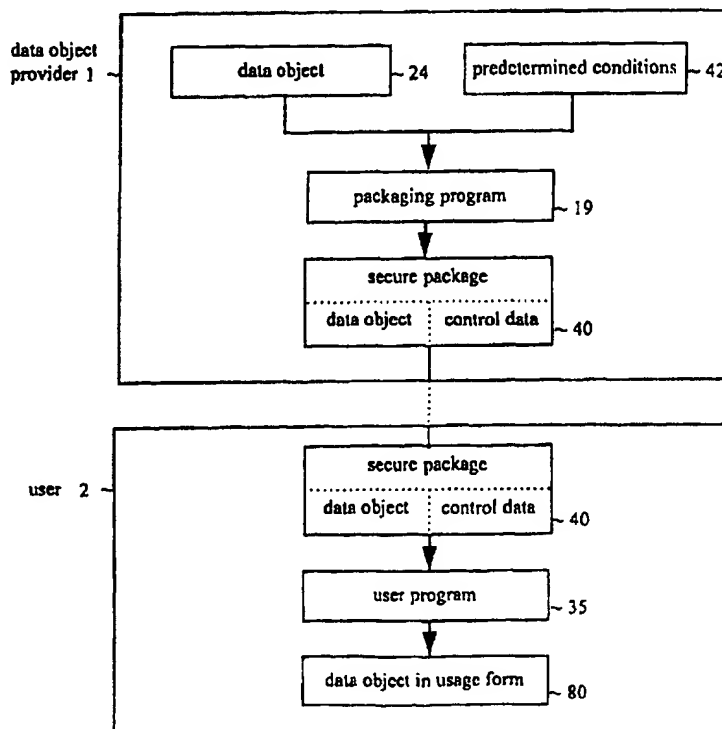 data object
provider 1
data object
24
predetermined conditions
42
packaging program
19
secure package
data object control data
40
user 2
secure package
data object control data
40
user program
35
data object in usage form
80